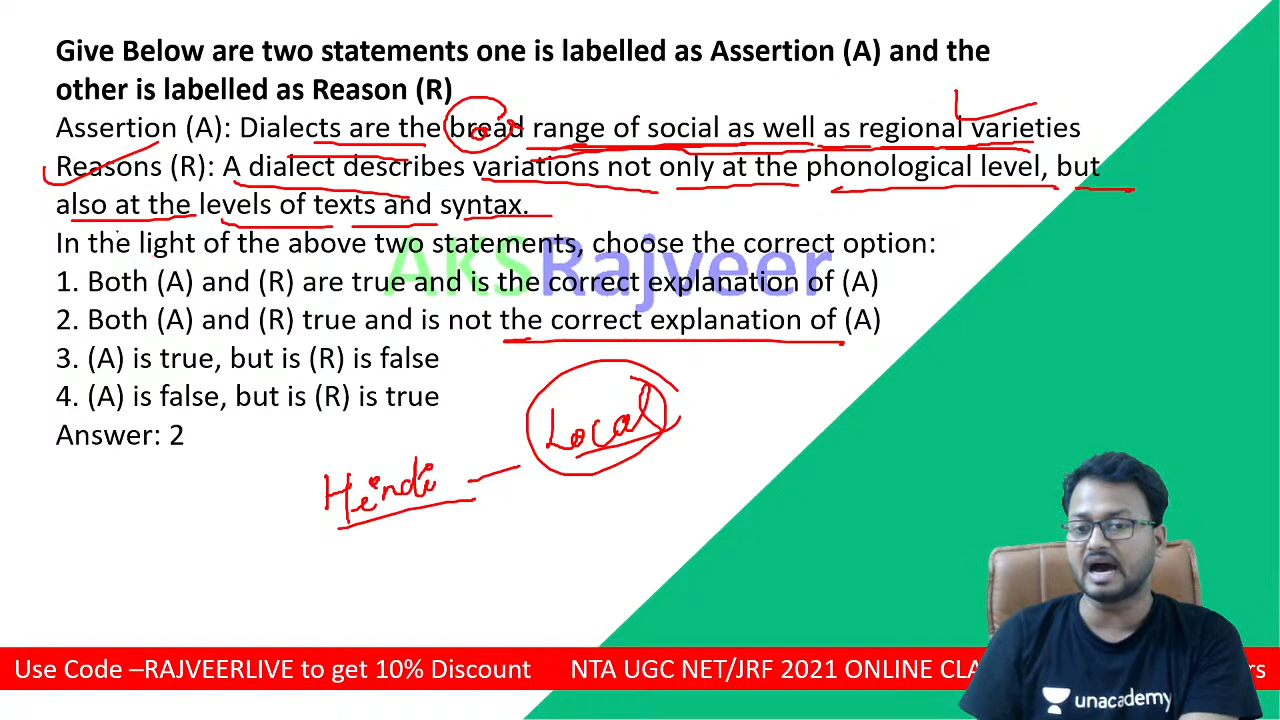 Give Below are two statements one is labelled as Assertion (A) and the
other is labelled as Reason (R)
Assertion (A): Dialects are the broad range of social as well as regional varieties
Reasons (R): A dialect describes variations not only at the phonological level, but
also at the levels of texts and syntax.
In the light of the above two statements, choose the correct option:
1. Both (A) and (R) are true and is the correct explanation of (A)
AKSRajveer
2. Both (A) and (R) true and is not the correct explanation of (A)
3. (A) is true, but is (R) is false
4. (A) is false, but is (R) is true
Answer: 2
Local
Hindi
Use Code –RAJVEERLIVE to get 10% Discount NTA UGC NET/JRF 2021 ONLINE
unacademy